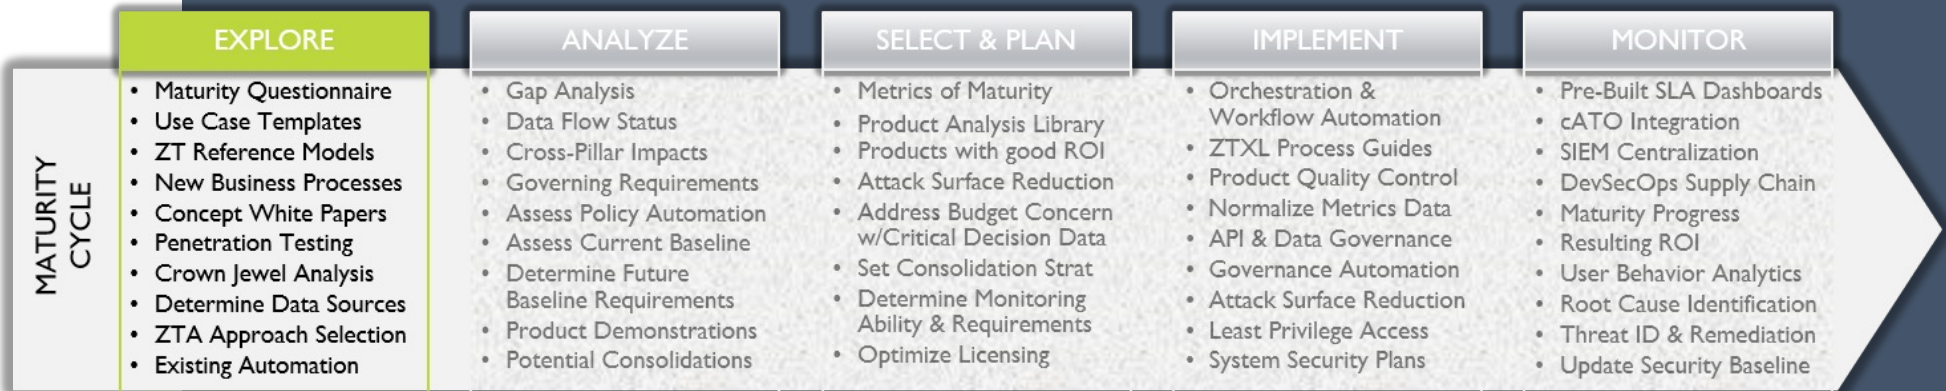 MATURITY
CYCLE
EXPLORE
• Maturity Questionnaire
• Use Case Templates
• ZT Reference Models
• New Business Processes
• Concept White Papers
• Penetration Testing
• Crown Jewel Analysis
• Determine Data Sources
• ZTA Approach Selection
• Existing Automation
ANALYZE
• Gap Analysis
• Data Flow Status
• Cross-Pillar Impacts
• Governing Requirements
• Assess Policy Automation
• Assess Current Baseline
• Determine Future
Baseline Requirements
• Product Demonstrations
• Potential Consolidations
SELECT & PLAN
• Metrics of Maturity
• Product Analysis Library
• Products with good ROI
• Attack Surface Reduction
• Address Budget Concern
w/Critical Decision Data
• Set Consolidation Strat
• Determine Monitoring
Ability & Requirements
• Optimize Licensing
IMPLEMENT
• Orchestration &
Workflow Automation
• ZTXL Process Guides
• Product Quality Control
• Normalize Metrics Data
• API & Data Governance
• Governance Automation
• Attack Surface Reduction
• Least Privilege Access
• System Security Plans
MONITOR
• Pre-Built SLA Dashboards
• cATO Integration
• SIEM Centralization
• DevSecOps Supply Chain
• Maturity Progress
• Resulting ROI
• User Behavior Analytics
• Root Cause Identification
• Threat ID & Remediation
• Update Security Baseline